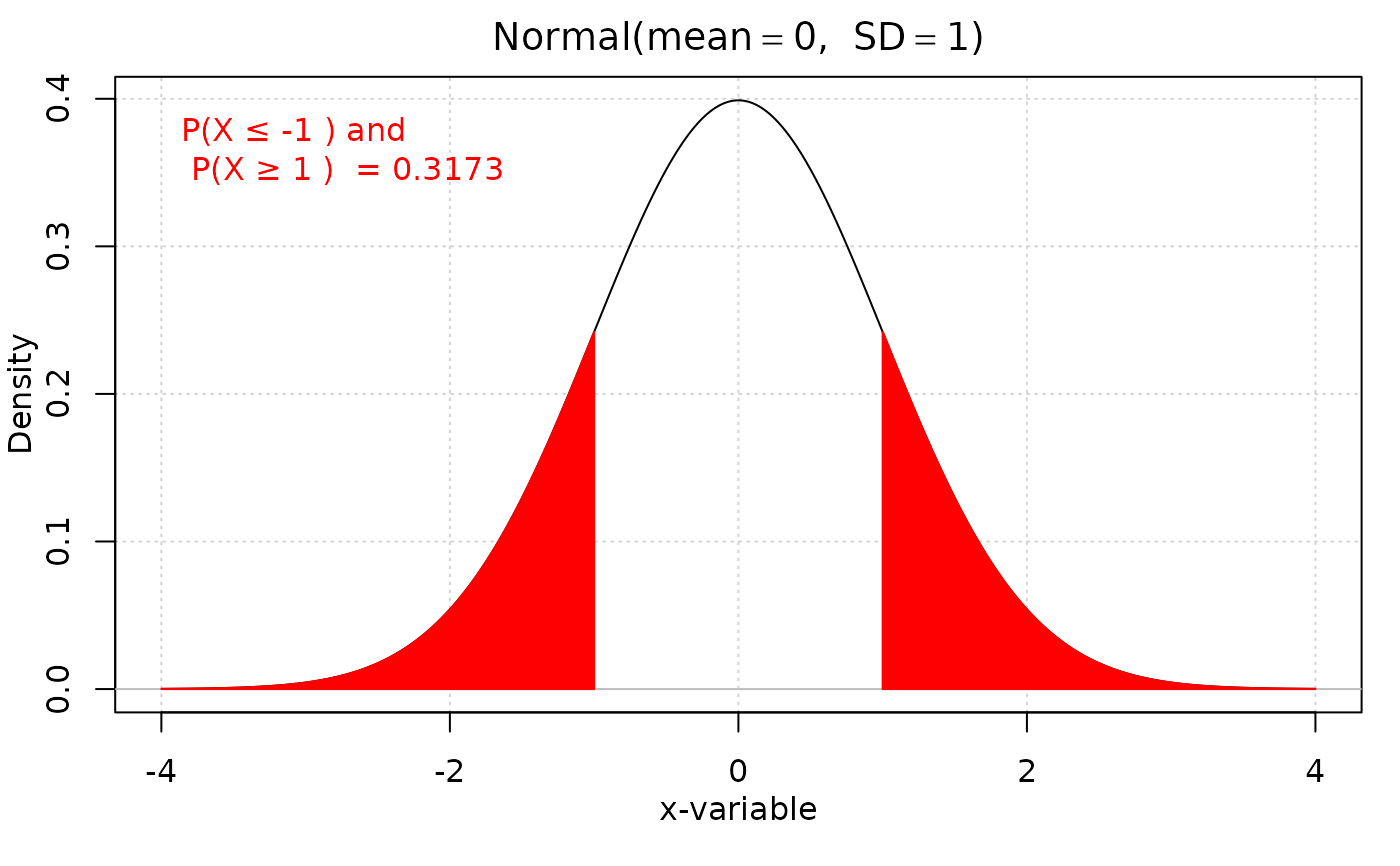 Normal(mean = 0,  SD = 1)
P(X ≤ -1 ) and
P(X ≥ 1 )  = 0.3173
Density
0.4
0.3
0.2
0.1
0.0
-4 -2 0 2 4
x-variable